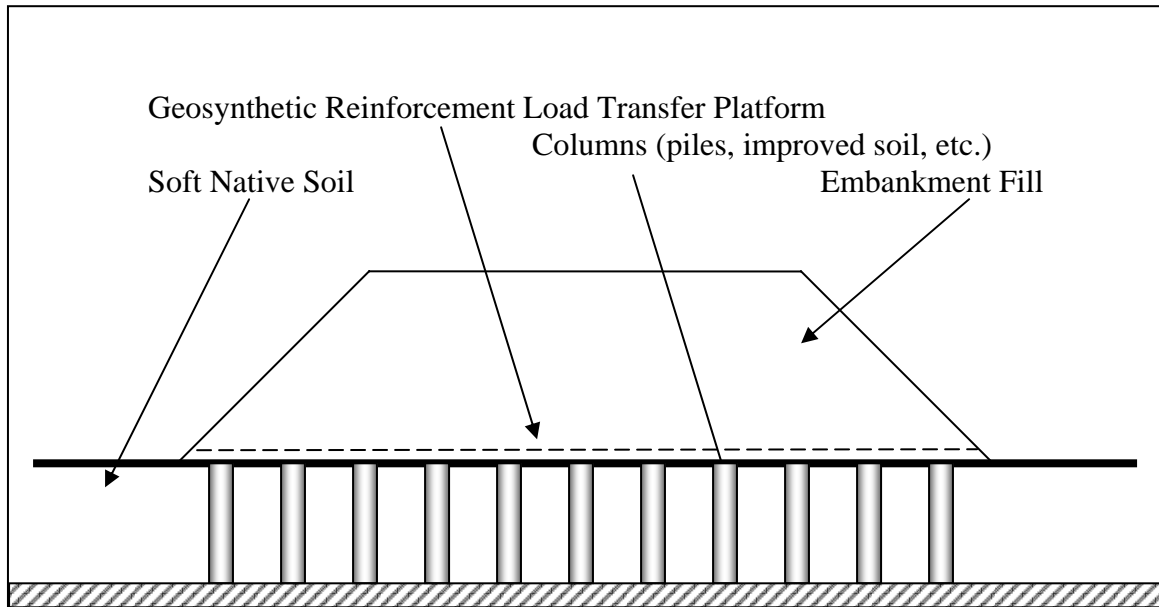 Geosynthetic Reinforcement Load Transfer Platform
Columns (piles, improved soil, etc.)
Soft Native Soil
Embankment Fill